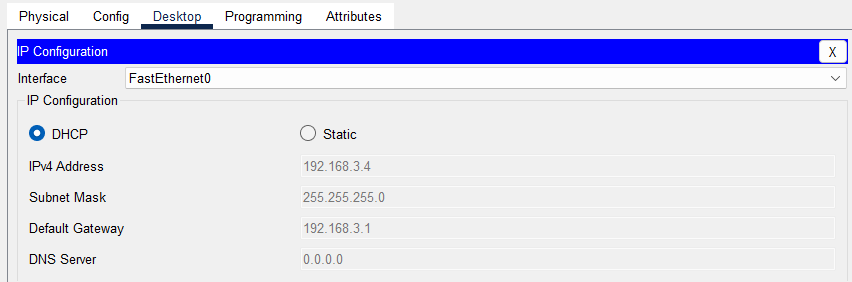 Physical Config Desktop Programming Attributes
IP Configuration X
Interface FastEthernet0
IP Configuration
DHCP Static
IPv4 Address 192.168.3.4
Subnet Mask 255.255.255.0
Default Gateway 192.168.3.1
DNS Server 0.0.0.0